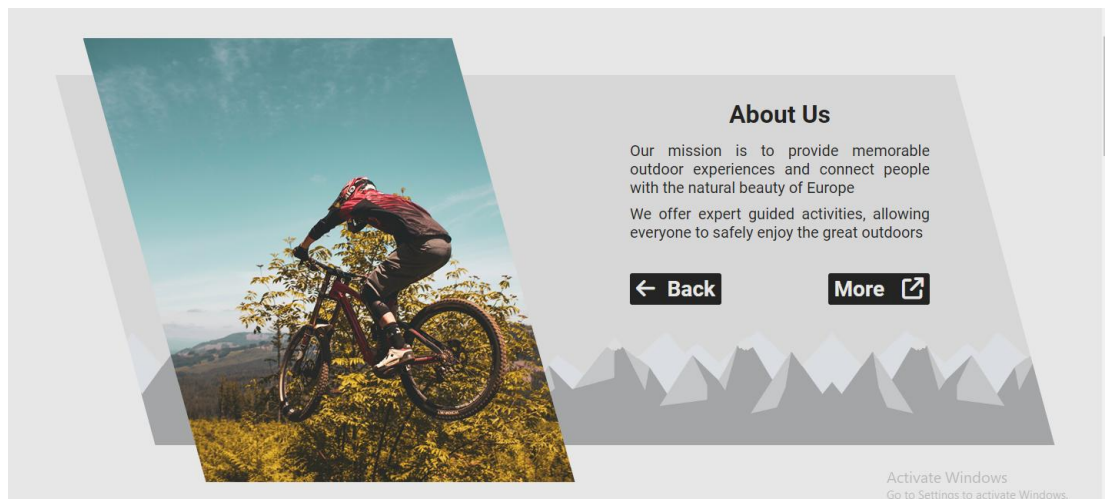 About Us
Our mission is to provide memorable
outdoor experiences and connect people
with the natural beauty of Europe
We offer expert guided activities, allowing
everyone to safely enjoy the great outdoors
Back
More
Activate Windows
Go to Settings to activate Windows.